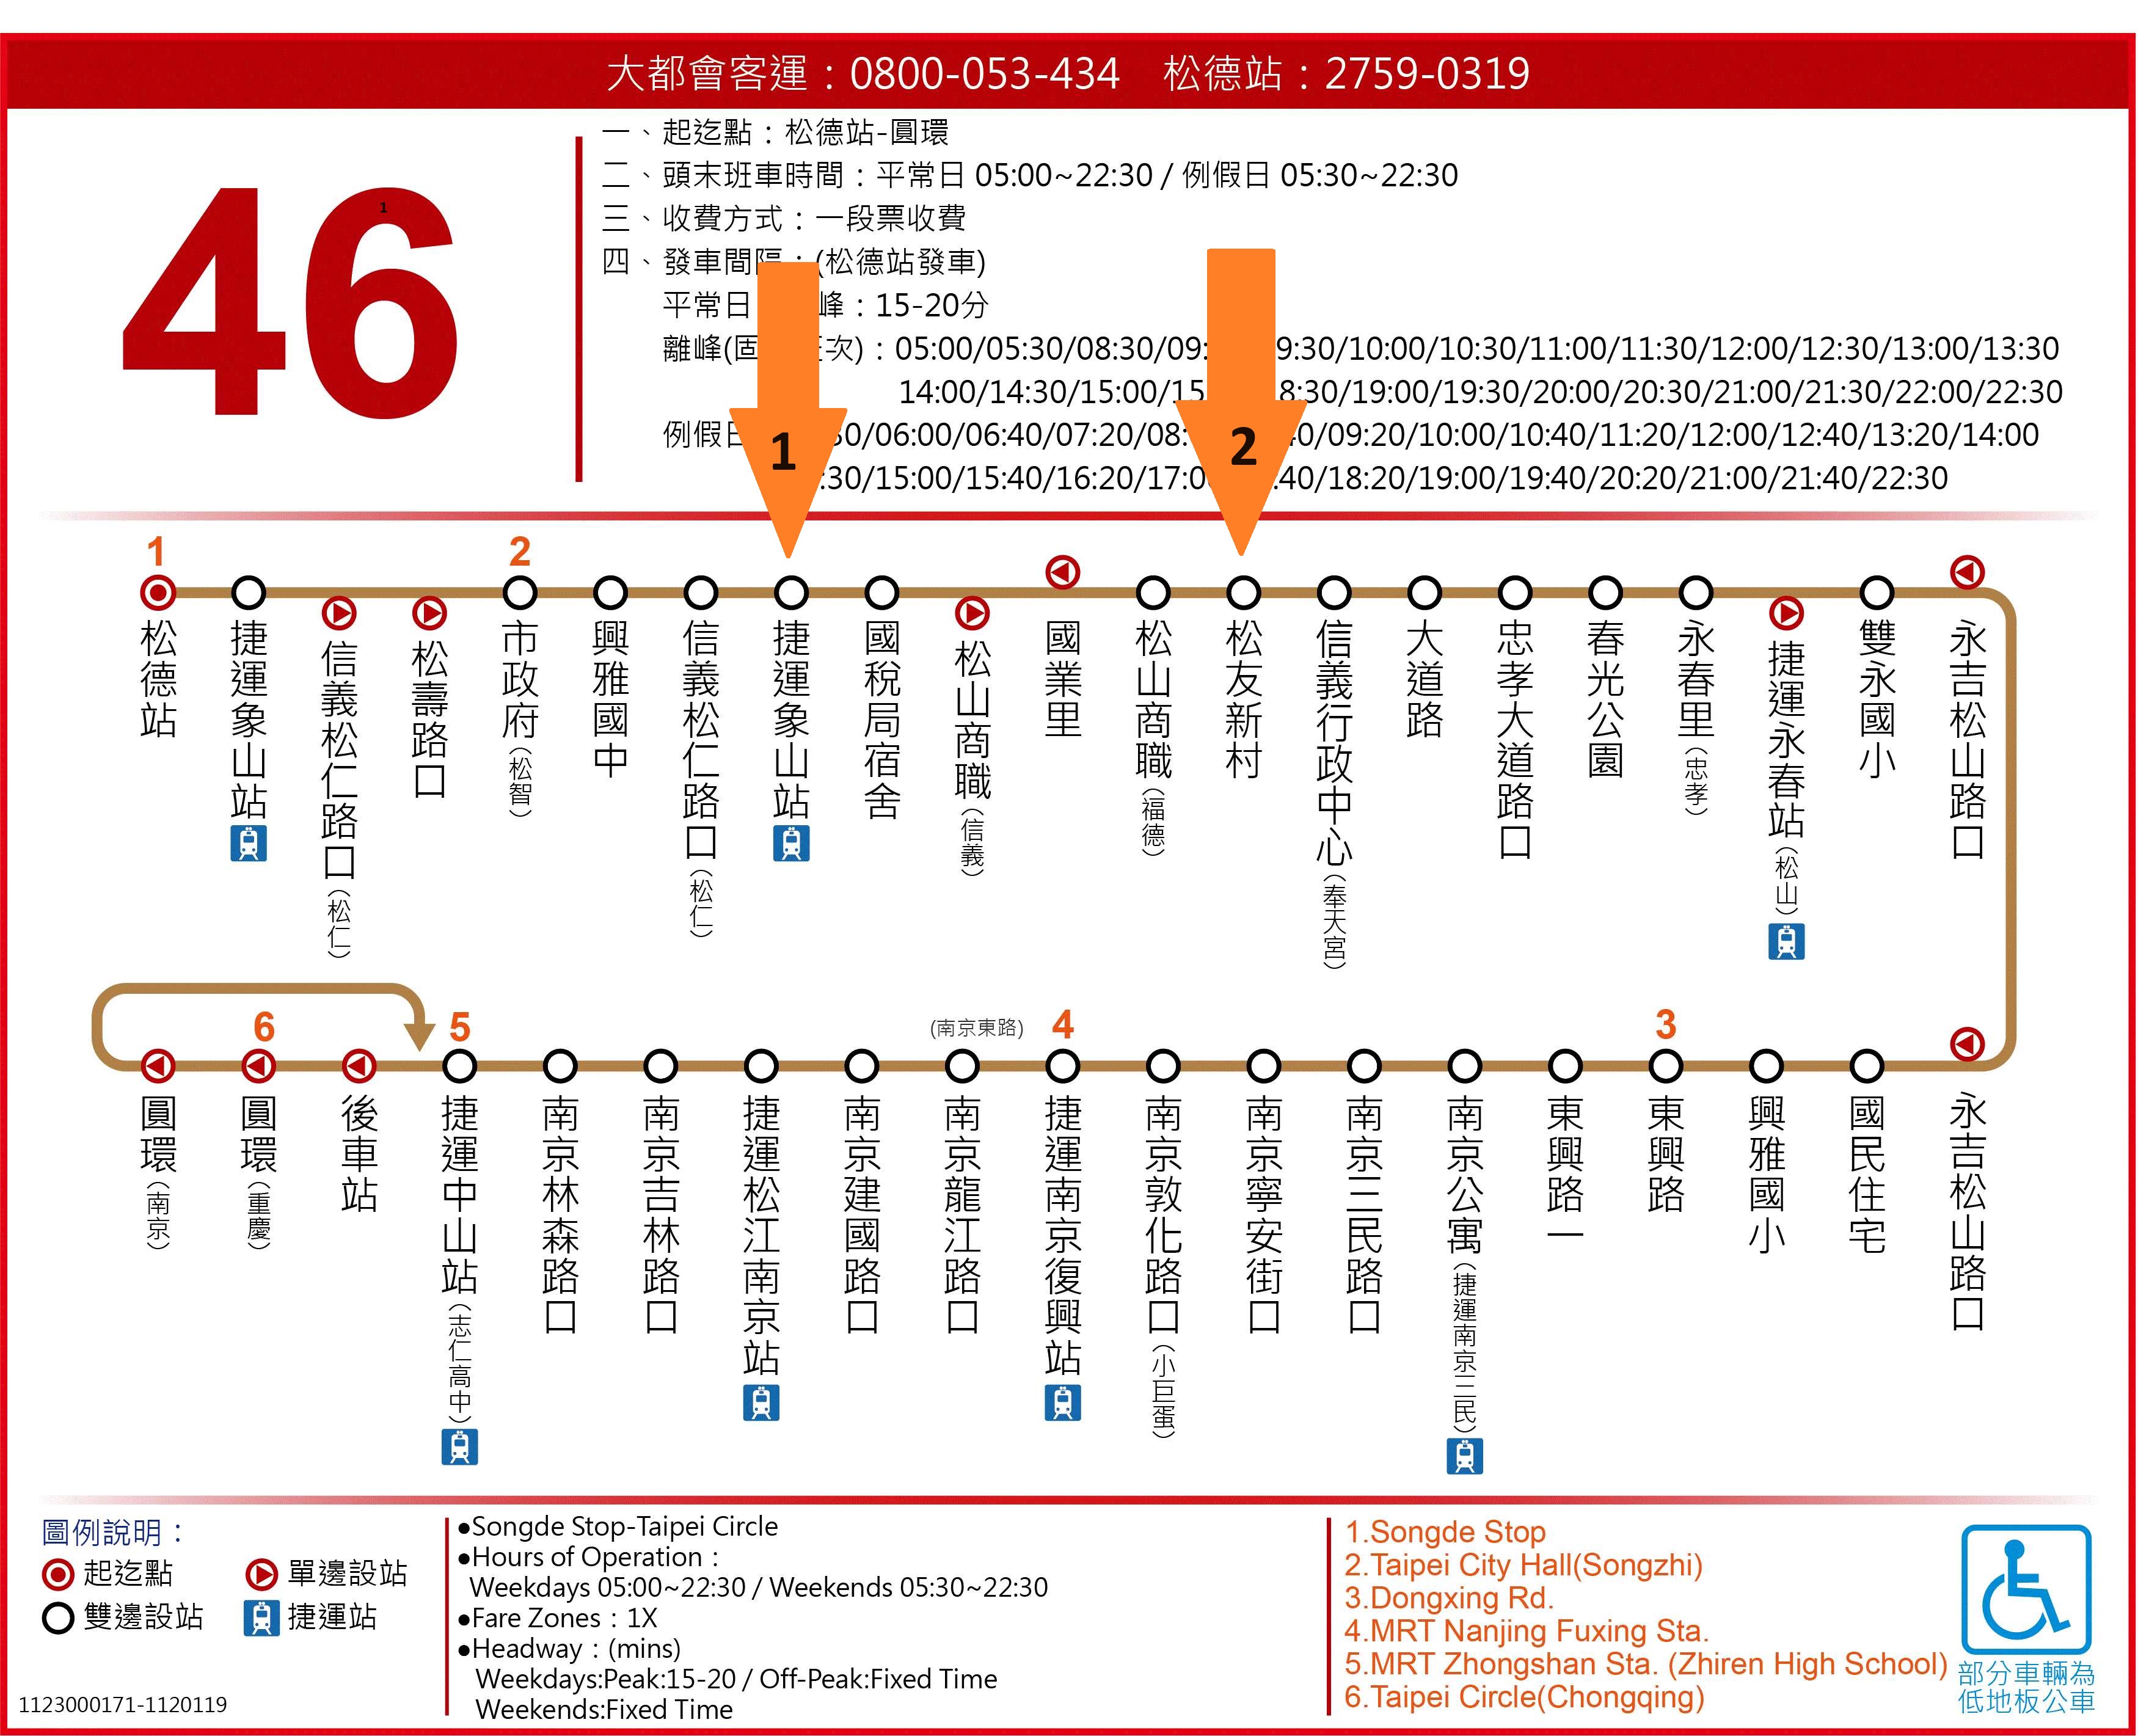 大都會客運：0800-053-434 松德站：2759-0319
46
1
一、起迄點：松德站-圓環
二、頭末班車時間：平常日 05:00~22:30 / 例假日 05:30~22:30
三、收費方式：一段票收費
四、發車間隔：(松德站發車)
平常日 峰：15-20分
離峰(固 班次)：05:00/05:30/08:30/09: 9:30/10:00/10:30/11:00/11:30/12:00/12:30/13:00/13:30
14:00/14:30/15:00/15 8:30/19:00/19:30/20:00/20:30/21:00/21:30/22:00/22:30
例假日 30/06:00/06:40/07:20/08: 40/09:20/10:00/10:40/11:20/12:00/12:40/13:20/14:00
:30/15:00/15:40/16:20/17:0 :40/18:20/19:00/19:40/20:20/21:00/21:40/22:30
1
2
1
2
松德站
捷運象山站
信義松仁路口(松仁)
松壽路口
市政府(松智)
興雅國中
信義松仁路口(松仁)
捷運象山站
國稅局宿舍
松山商職(信義)
國業里
松山商職(福德)
松友新村
信義行政中心(奉天宮)
大道路
忠孝大道路口
春光公園
永春里(忠孝)
捷運永春站(松山)
雙永國小
永吉松山路口
6
5
(南京東路)
4
3
圓環(南京)
圓環(重慶)
後車站
捷運中山站(志仁高中)
南京林森路口
南京吉林路口
捷運松江南京站
南京建國路口
南京龍江路口
捷運南京復興站
南京敦化路口(小巨蛋)
南京寧安街口
南京三民路口
南京公寓(捷運南京三民)
東興路一
東興路
興雅國小
國民住宅
永吉松山路口
圖例說明：
起迄點
單邊設站
雙邊設站
捷運站
1123000171-1120119
●Songde Stop-Taipei Circle
●Hours of Operation：
Weekdays 05:00~22:30 / Weekends 05:30~22:30
●Fare Zones：1X
●Headway：(mins)
Weekdays:Peak:15-20 / Off-Peak:Fixed Time
Weekends:Fixed Time
1.Songde Stop
2.Taipei City Hall(Songzhi)
3.Dongxing Rd.
4.MRT Nanjing Fuxing Sta.
5.MRT Zhongshan Sta. (Zhiren High School)
6.Taipei Circle(Chongqing)
部分車輛為
低地板公車